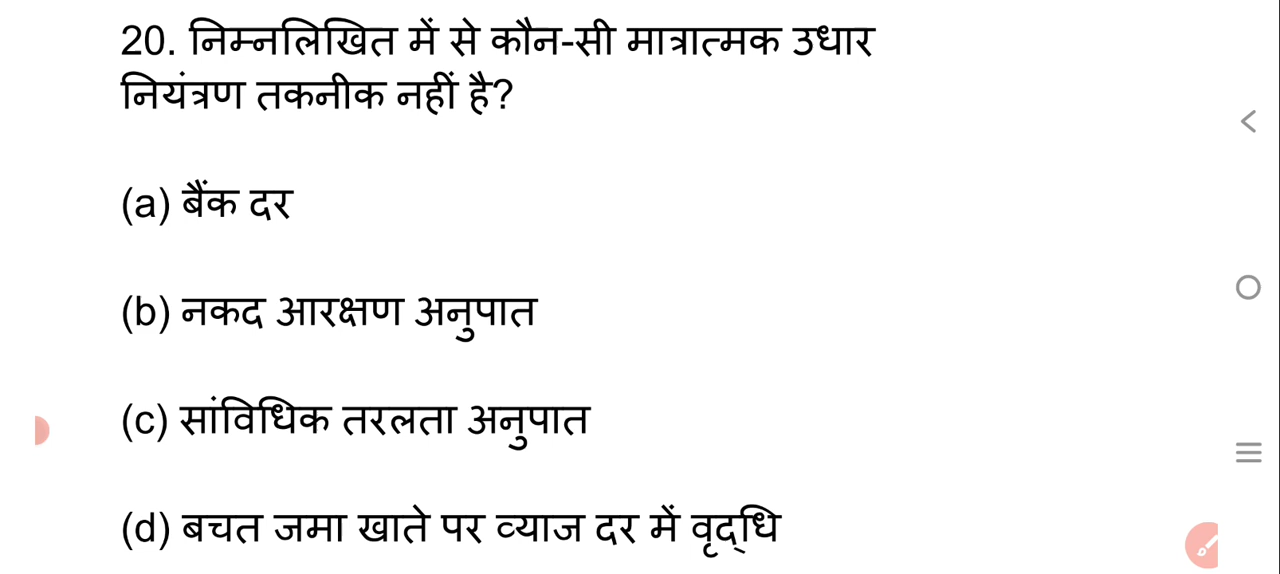 20. निम्नलिखित में से कौन-सी मात्रात्मक उधार
नियंत्रण तकनीक नहीं है?
(a) बैंक दर
(b) नकद आरक्षण अनुपात
(c) सांविधिक तरलता अनुपात
(d) बचत जमा खाते पर व्याज दर में वृद्‌धि